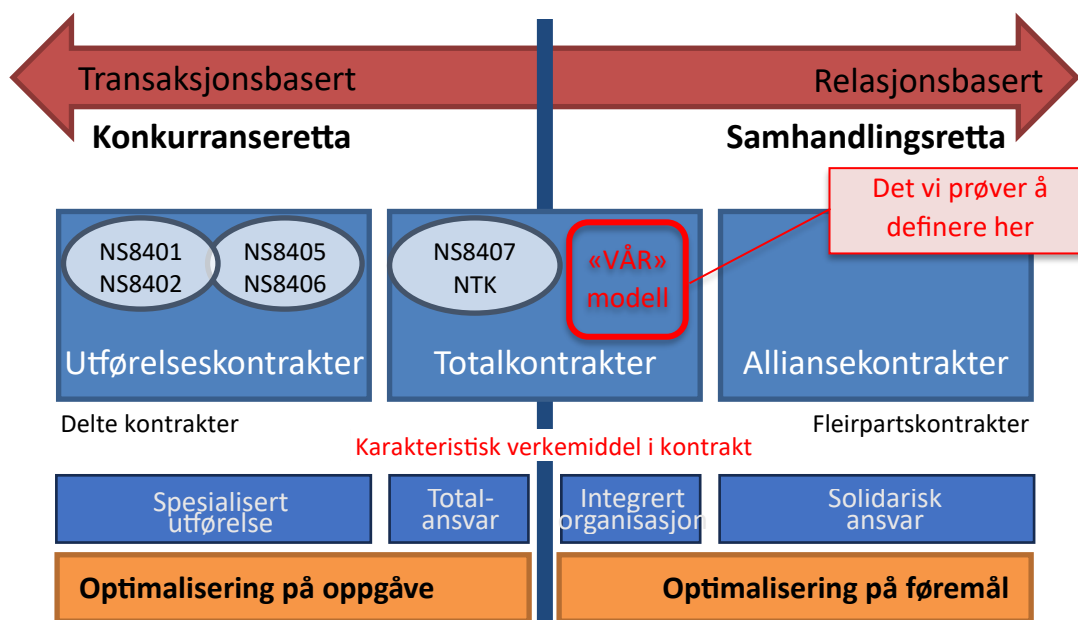 Transaksjonsbasert
Relasjonsbasert
Konkurranseretta
Samhandlingsretta
Det vi prøver å
definere her
NS8401
NS8402
NS8405
NS8406
NS8407
NTK
«VÅR»
modell
Utførelseskontrakter
Totalkontrakter
Alliansekontrakter
Delte kontrakter
Fleirpartskontrakter
Karakteristisk verkemiddel i kontrakt
Spesialisert
utførelse
Total-
ansvar
Integrert
organisasjon
Solidarisk
ansvar
Optimalisering på oppgåve
Optimalisering på føremål